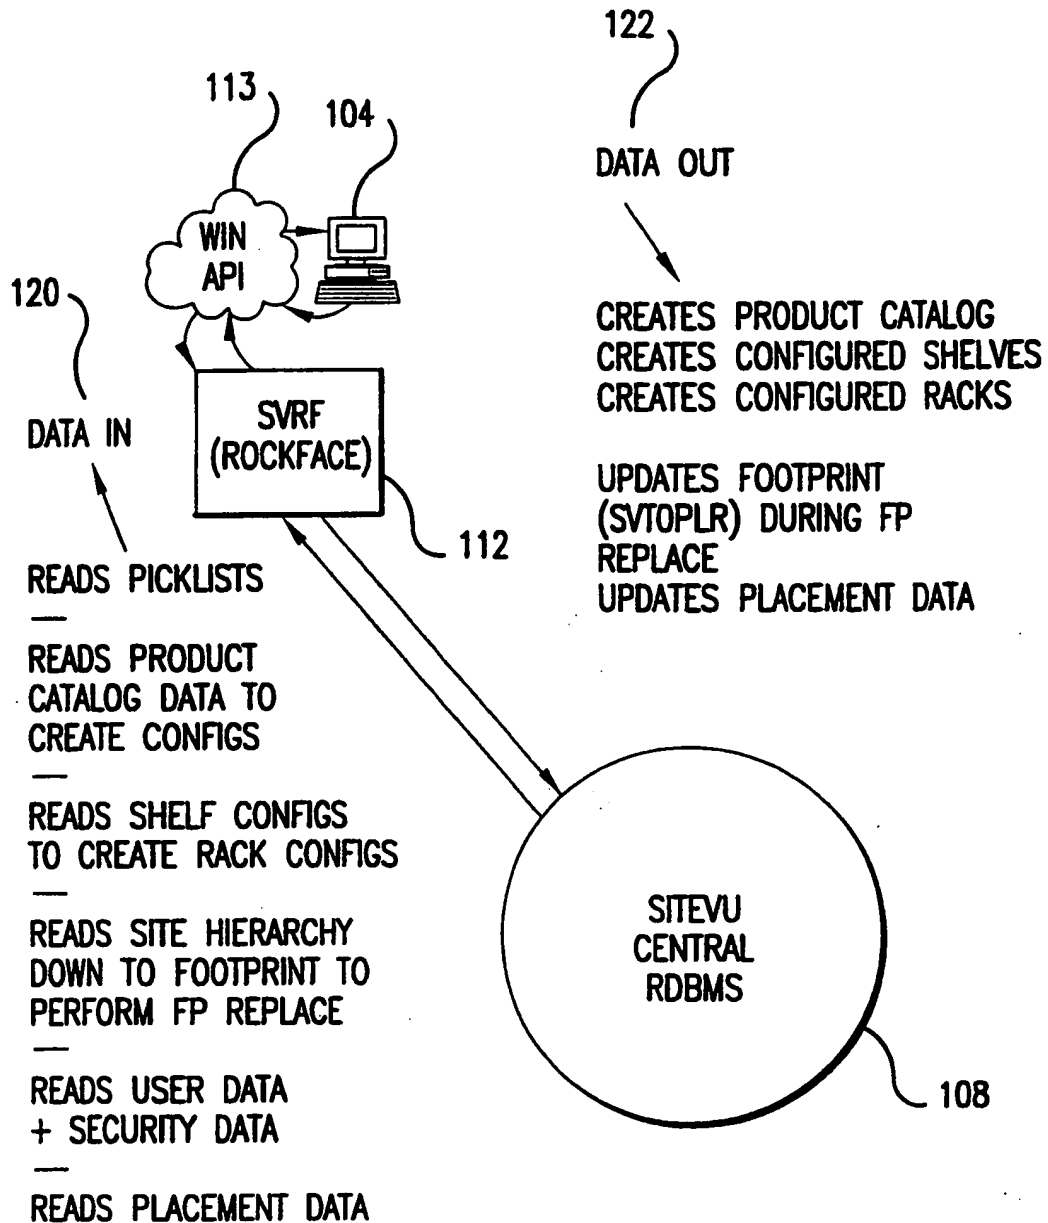 122
113
104
DATA OUT
WIN
API
120
CREATES PRODUCT CATALOG
CREATES CONFIGURED SHELVES
CREATES CONFIGURED RACKS
SVRF
(ROCKFACE)
DATA IN
UPDATES FOOTPRINT
(SVTOPLR) DURING FP
REPLACE
UPDATES PLACEMENT DATA
112
READS PICKLISTS
—
READS PRODUCT
CATALOG DATA TO
CREATE CONFIGS
—
READS SHELF CONFIGS
TO CREATE RACK CONFIGS
—
READS SITE HIERARCHY
DOWN TO FOOTPRINT TO
PERFORM FP REPLACE
—
READS USER DATA
+ SECURITY DATA
—
READS PLACEMENT DATA
SITEVU
CENTRAL
RDBMS
108